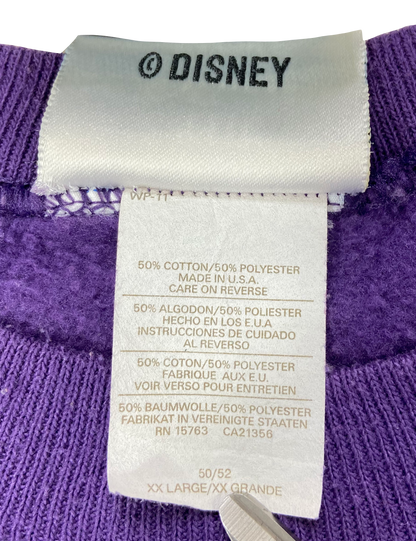 © DISNEY
WP-11
50% COTTON/50% POLYESTER
MADE IN U.S.A.
CARE ON REVERSE
50% ALGODON/50% POLIESTER
HECHO EN LOS E.U.A
INSTRUCCIONES DE CUIDADO
AL REVERSO
50% COTON/50% POLYESTER
FABRIQUE AUX E.U.
VOIR VERSO POUR ENTRETIEN
50% BAUMWOLLE/50% POLYESTER
FABRIKAT IN VEREINIGTE STAATEN
RN 15763 CA21356
50/52
XX LARGE/XX GRANDE